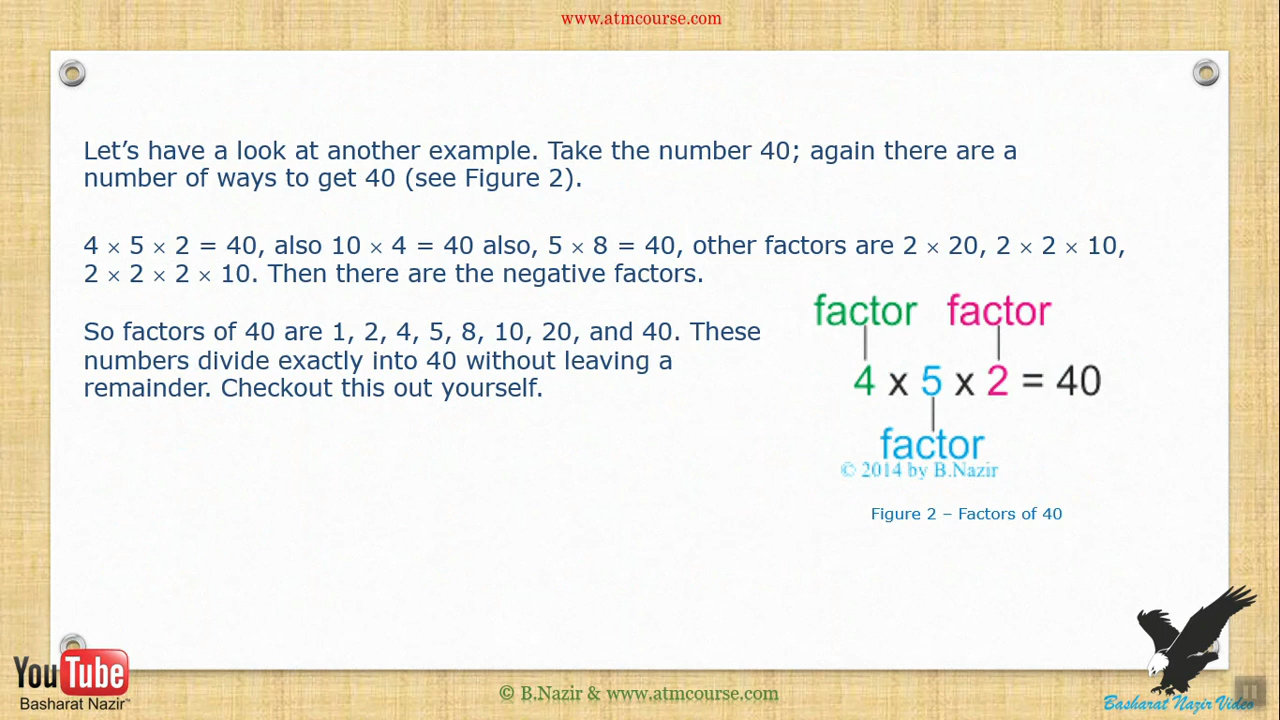 www.atmcourse.com
Let’s have a look at another example. Take the number 40; again there are a
number of ways to get 40 (see Figure 2).
4 × 5 × 2 = 40, also 10 × 4 = 40 also, 5 × 8 = 40, other factors are 2 × 20, 2 × 2 × 10,
2 × 2 × 2 × 10. Then there are the negative factors.
So factors of 40 are 1, 2, 4, 5, 8, 10, 20, and 40. These
numbers divide exactly into 40 without leaving a
remainder. Checkout this out yourself.
factor factor
4 x 5 x 2 = 40
factor
© 2014 by B.Nazir
Figure 2 – Factors of 40
YouTube
Basharat Nazir™
© B.Nazir & www.atmcourse.com
Basharat Nazir Video